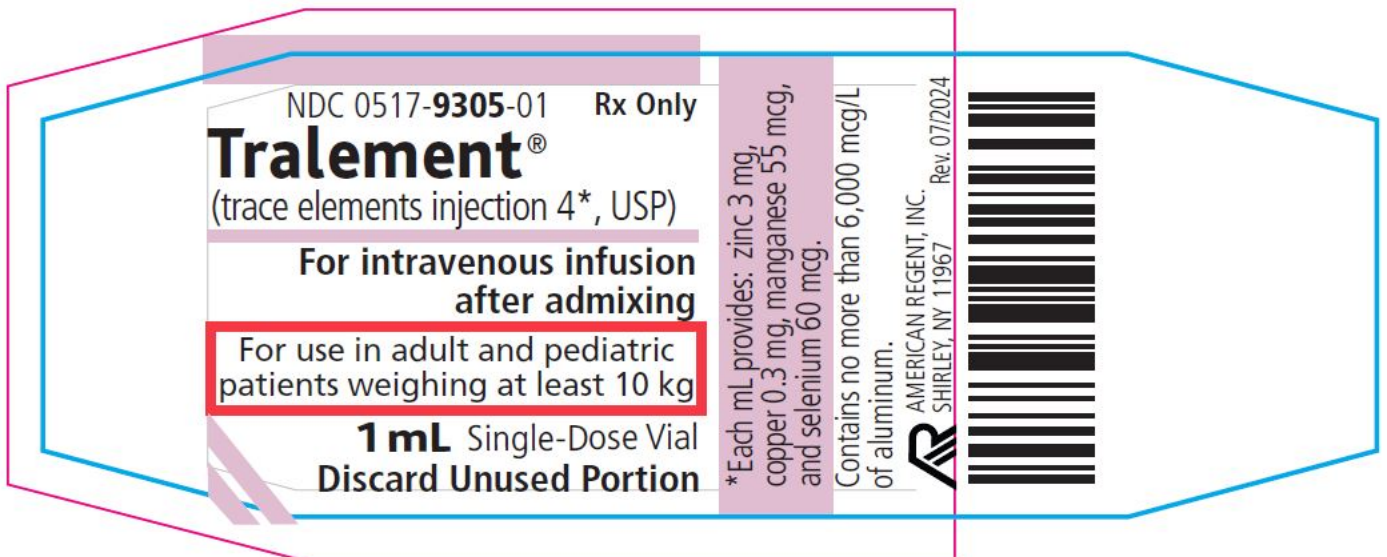 NDC 0517-9305-01 Rx Only
Tralement®
(trace elements injection 4*, USP)
For intravenous infusion
after admixing
For use in adult and pediatric
patients weighing at least 10 kg
1 mL Single-Dose Vial
Discard Unused Portion
*Each mL provides: zinc 3 mg,
copper 0.3 mg, manganese 55 mcg,
and selenium 60 mcg.
Contains no more than 6,000 mcg/L
of aluminum.
AMERICAN REGENT, INC.
SHIRLEY, NY 11967 Rev. 07/2024